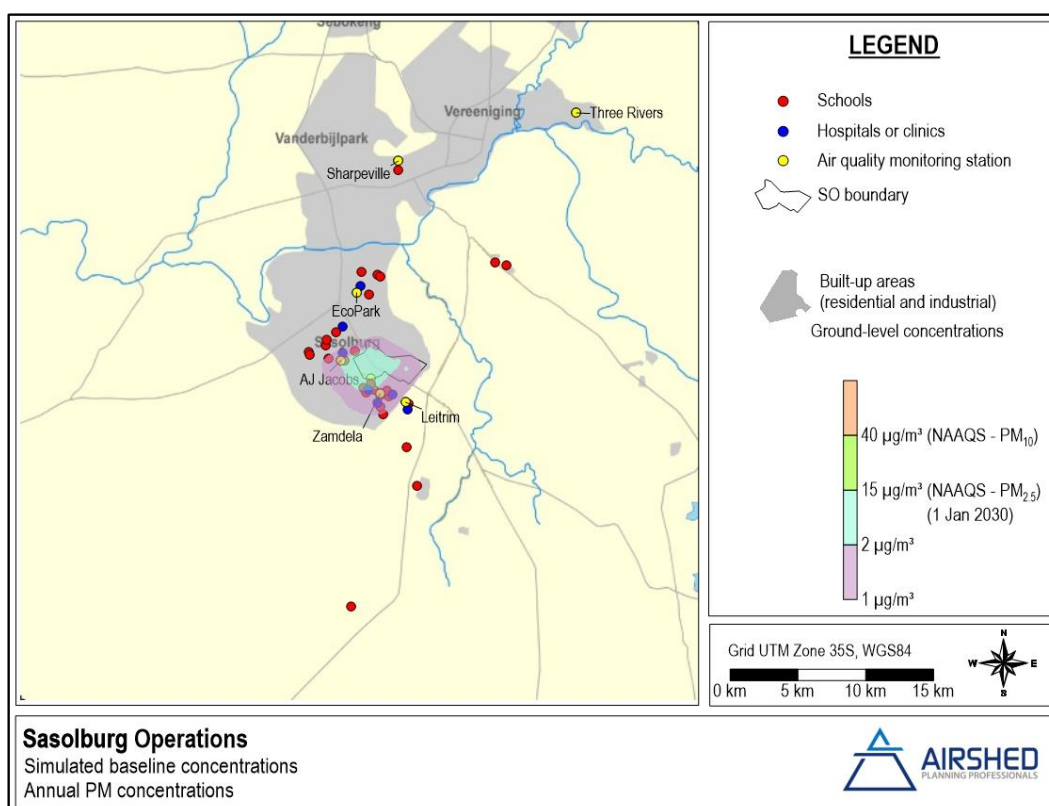 Sebokeng
Vereeniging
Three Rivers
Vanderbijlpark
Sharpeville
EcoPark
Sasolburg
AJ Jacobs
Leitrim
Zamdela
LEGEND
Schools
Hospitals or clinics
Air quality monitoring station
SO boundary
Built-up areas
(residential and industrial)
Ground-level concentrations
40 µg/m³ (NAAQS - PM₁₀)
15 µg/m³ (NAAQS - PM₂.₅)
(1 Jan 2030)
2 µg/m³
1 µg/m³
Grid UTM Zone 35S, WGS84
0 km 5 km 10 km 15 km
N
W E
S
Sasolburg Operations
Simulated baseline concentrations
Annual PM concentrations
AIRSHED
PLANNING PROFESSIONALS